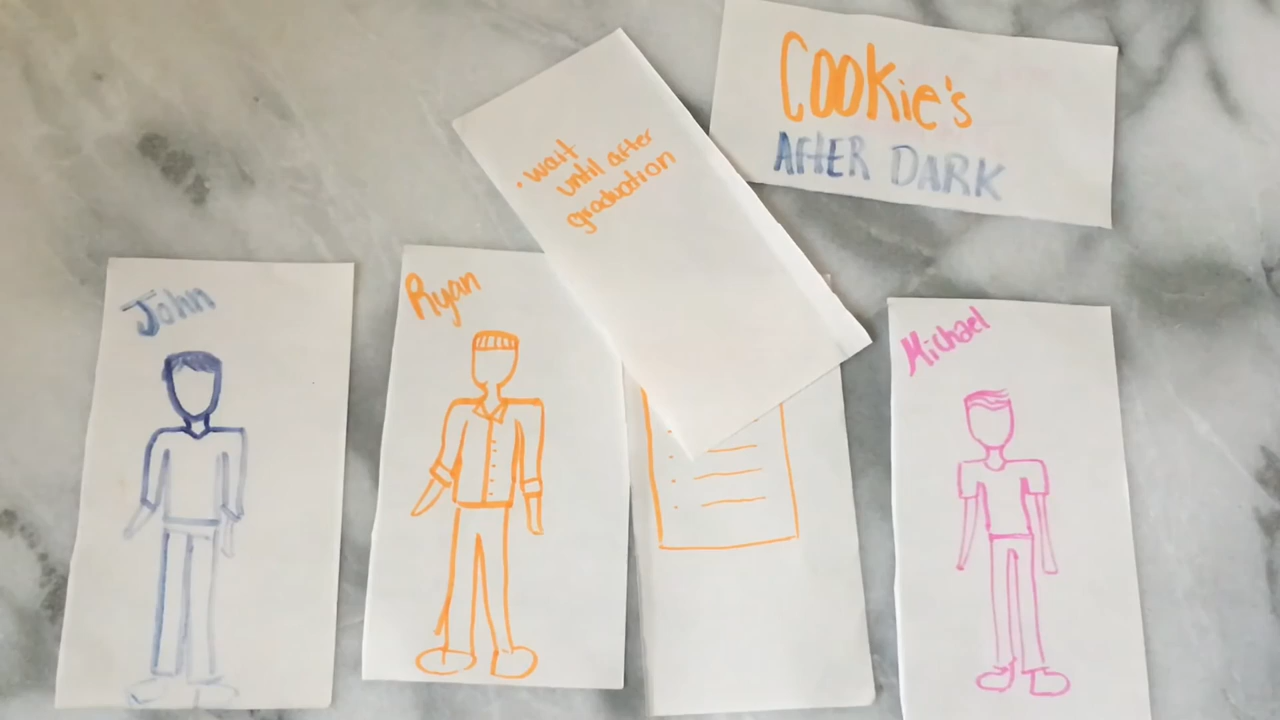 Cookie's
AFTER DARK
• wait
until after
graduation
John
Ryan
Michael